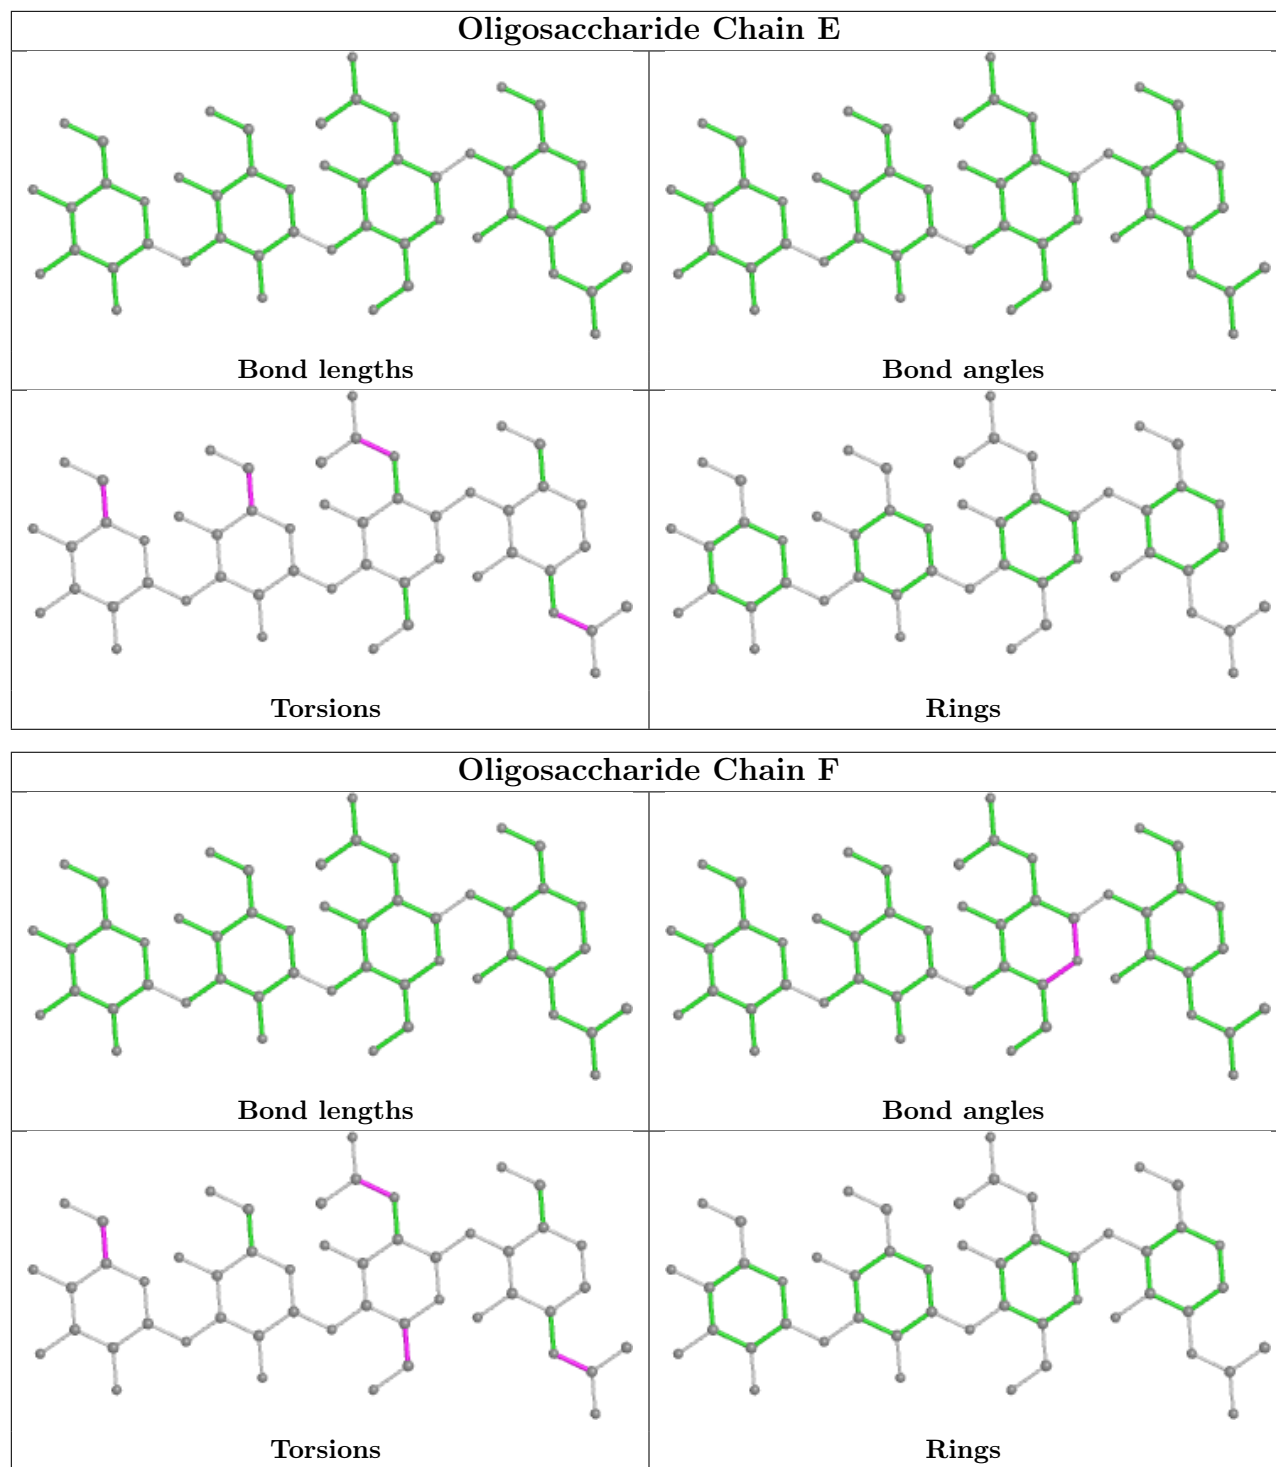 Oligosaccharide Chain E
Bond lengths
Bond angles
Torsions
Rings
Oligosaccharide Chain F
Bond lengths
Bond angles
Torsions
Rings